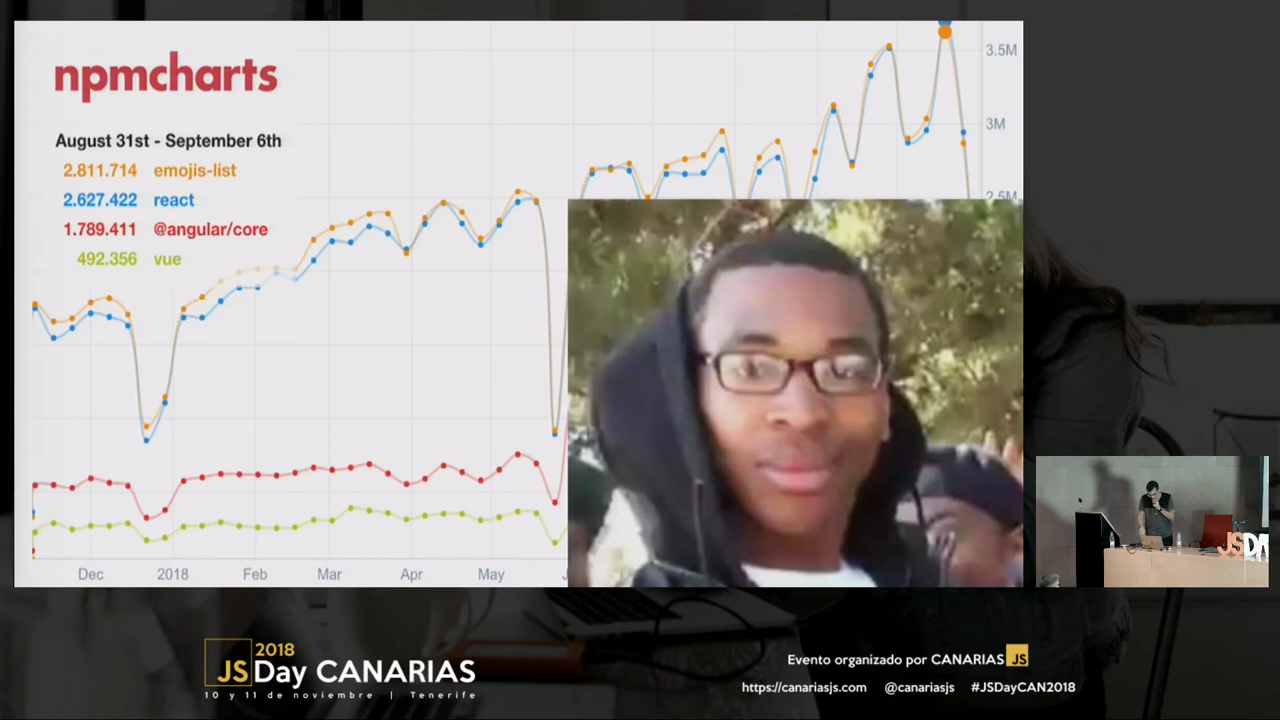 npmcharts
August 31st - September 6th
2.811.714 emojis-list
2.627.422 react
1.789.411 @angular/core
492.356 vue
3.5M
3M
2.5M
Dec 2018 Feb Mar Apr May J
JSDA
2018
JSDay CANARIAS
10 y 11 de noviembre | Tenerife
Evento organizado por CANARIAS JS
https://canariasjs.com @canariasjs #JSDayCAN2018